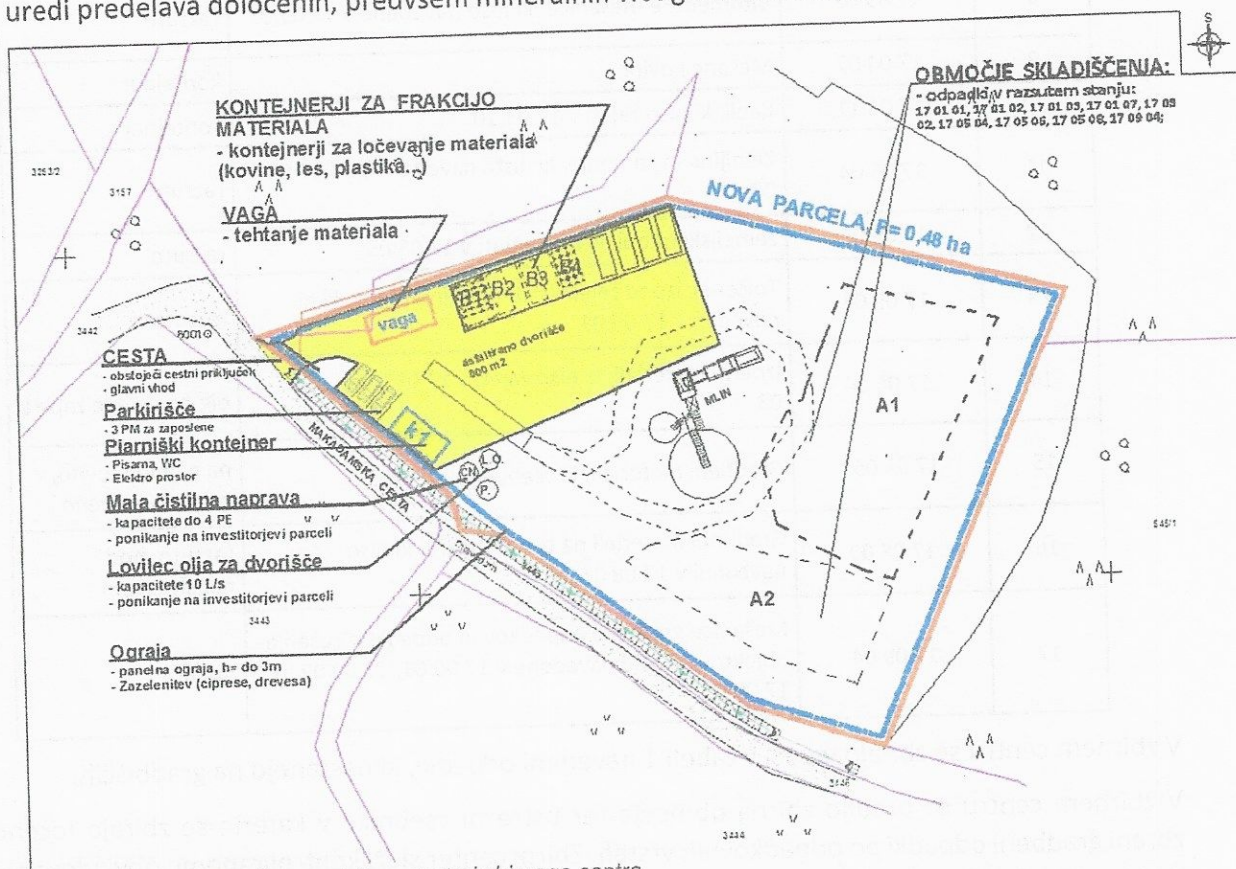 uredi predelava določenih, predvsem mineralnih
S
OBMOČJE SKLADIŠČENJA:
- odpadki v razsutem stanju:
17 01 01, 17 01 02, 17 01 03, 17 01 07, 17 03
02, 17 05 04, 17 05 06, 17 05 08, 17 09 04;
KONTEJNERJI ZA FRAKCIJO
MATERIALA
- kontejnerji za ločevanje materiala
(kovine, les, plastika...)
VAGA
- tehtanje materiala
NOVA PARCELA, P= 0,48 ha
3253/2
3157
3442
B1
B2
B3
B4
vaga
asfaltirano dvorišče
800 m2
MLIN
A1
A2
k1
ČN
L.O.
P.
MAKADAMSKA CESTA
CESTA
- obstoječi cestni priključek
- glavni vhod
Parkirišče
- 3 PM za zaposlene
Piarniški kontejner
- Pisarna, WC
- Elektro prostor
Mala čistilna naprava
- kapacitete do 4 PE
- ponikanje na investitorjevi parceli
Lovilec olja za dvorišče
- kapacitete 10 L/s
- ponikanje na investitorjevi parceli
3443
Ograja
- panelna ograja, h= do 3m
- Zazelenitev (ciprese, drevesa)
3446
3444